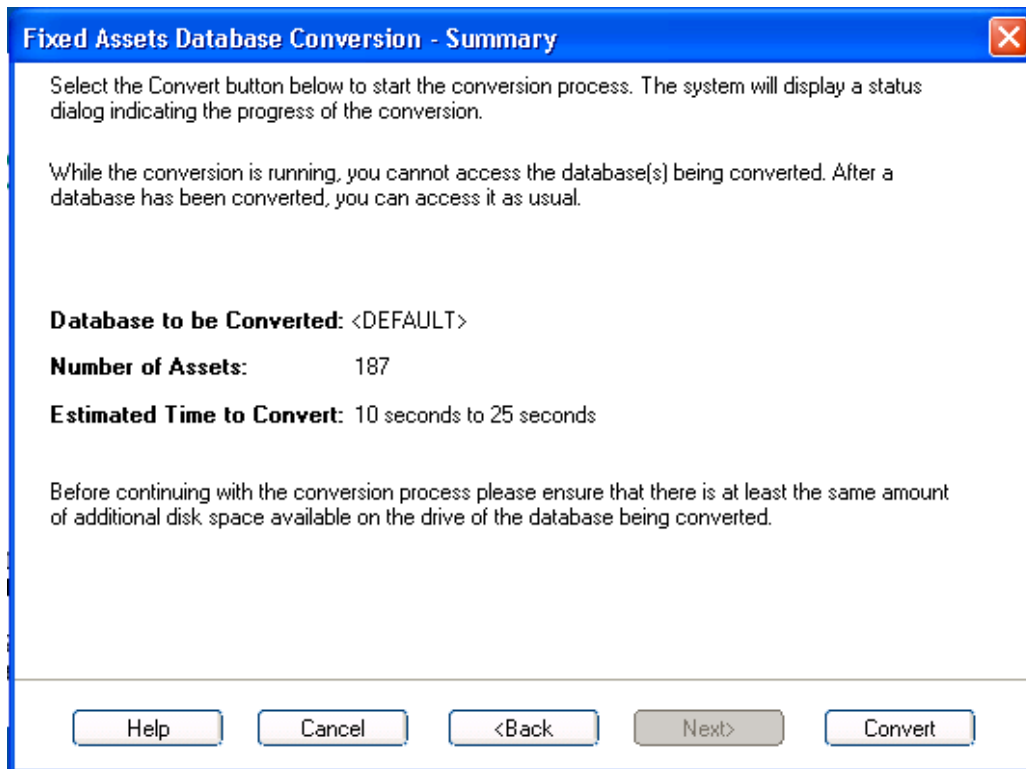 Fixed Assets Database Conversion - Summary
Select the Convert button below to start the conversion process. The system will display a status
dialog indicating the progress of the conversion.
While the conversion is running, you cannot access the database(s) being converted. After a
database has been converted, you can access it as usual.
Database to be Converted: <DEFAULT>
Number of Assets: 187
Estimated Time to Convert: 10 seconds to 25 seconds
Before continuing with the conversion process please ensure that there is at least the same amount
of additional disk space available on the drive of the database being converted.
Help Cancel <Back Next> Convert